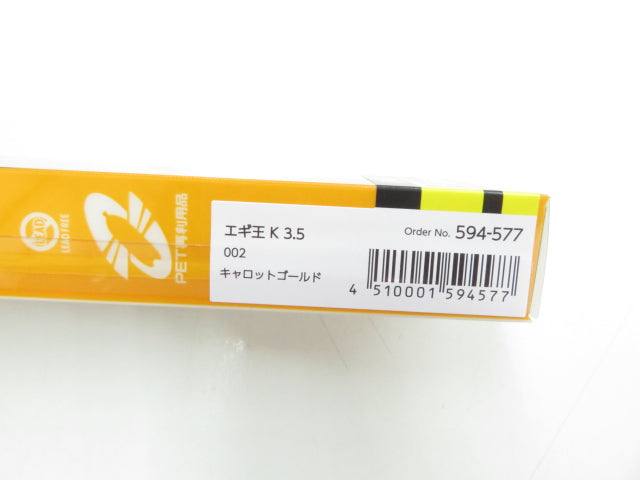 LEAD
LEAD FREE
PET再利用品
エギ王 K 3.5
Order No. 594-577
002
キャロットゴールド
4 510001 594577